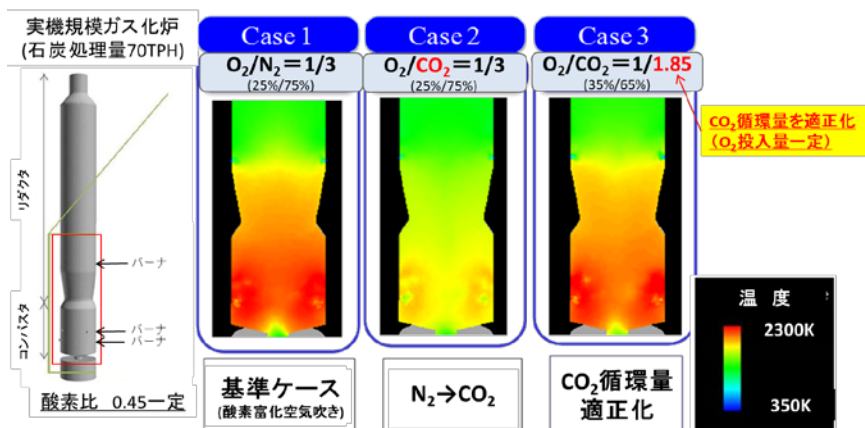 実機規模ガス化炉
(石炭処理量70TPH)
リダクタ
コンバスタ
バーナ
バーナ
バーナ
酸素比 0.45一定
Case 1
O₂/N₂＝1/3
(25%/75%)
基準ケース
(酸素富化空気吹き)
Case 2
O₂/CO₂＝1/3
(25%/75%)
N₂→CO₂
Case 3
O₂/CO₂＝1/1.85
(35%/65%)
CO₂循環量
適正化
CO₂循環量を適正化
（O₂投入量一定）
温 度
2300K
350K